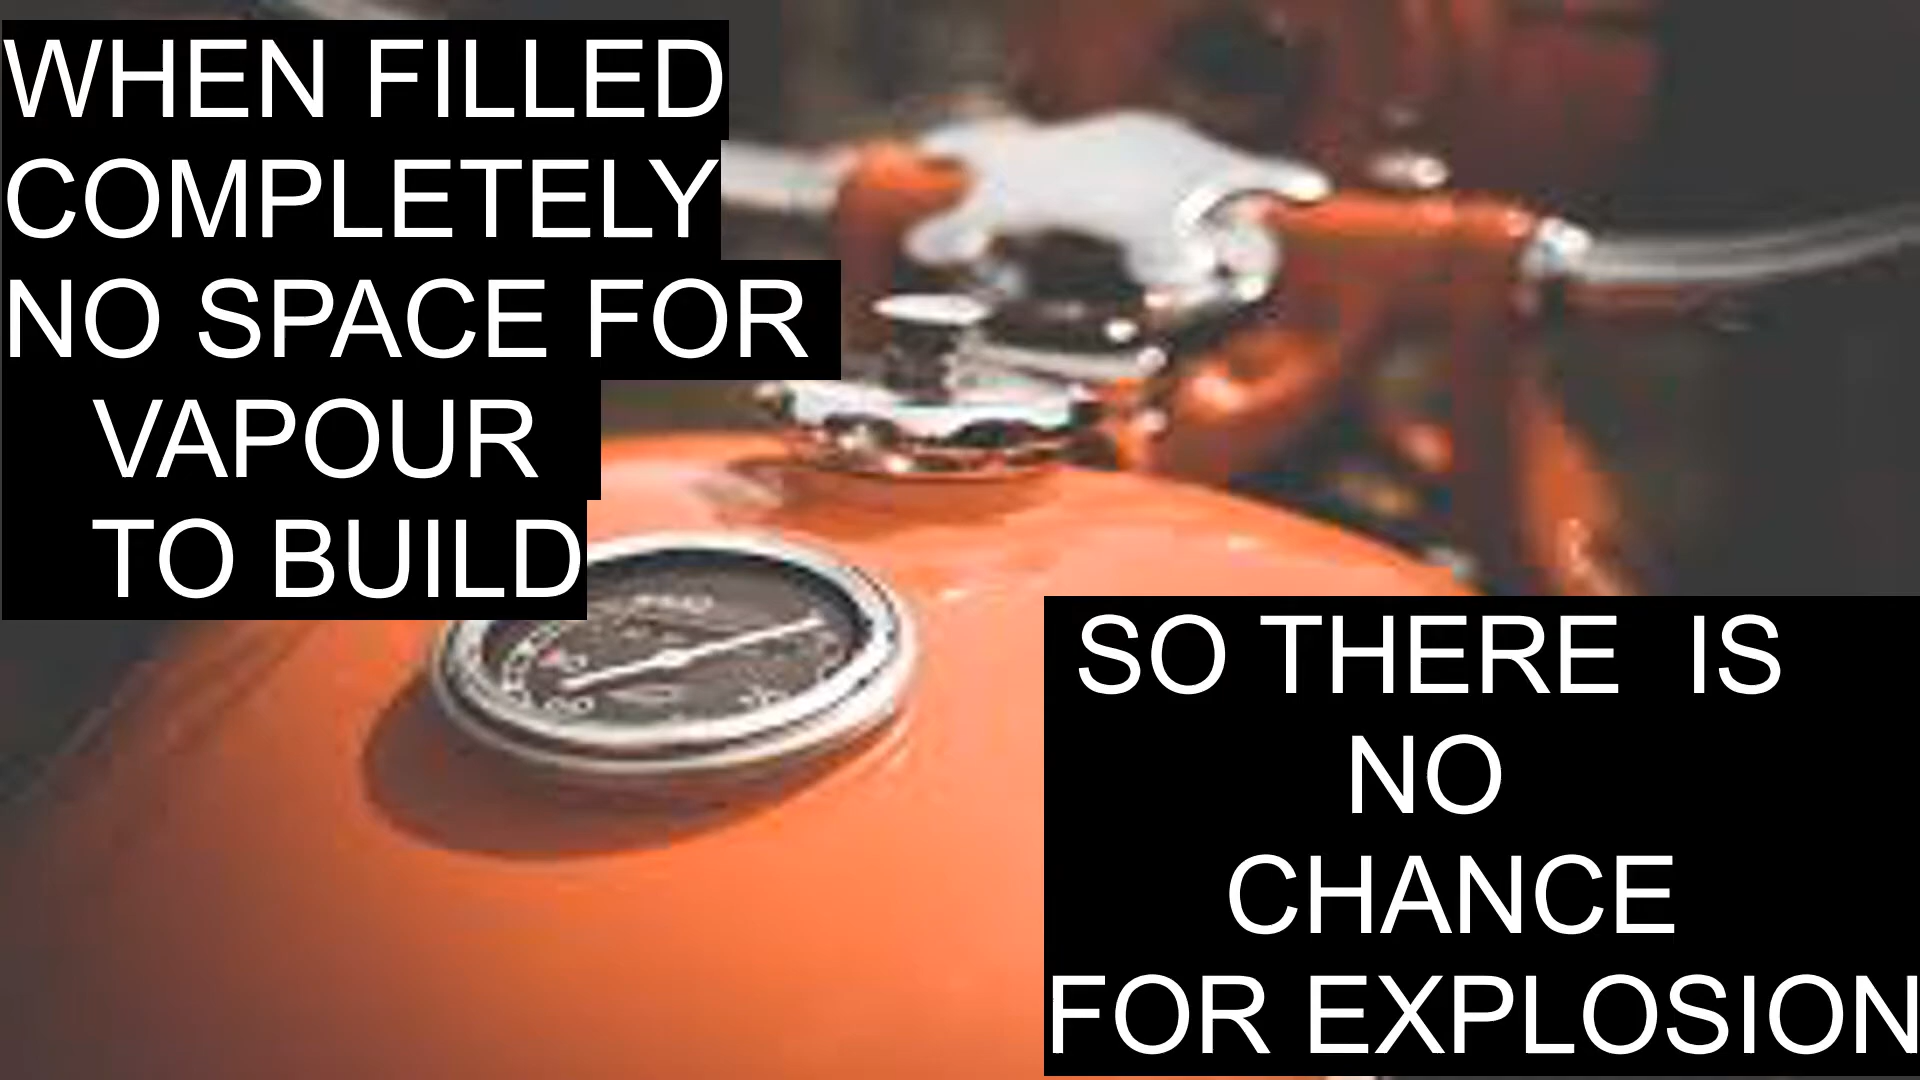 WHEN FILLED
COMPLETELY
NO SPACE FOR
VAPOUR
TO BUILD
SO THERE  IS
NO
CHANCE
FOR EXPLOSION